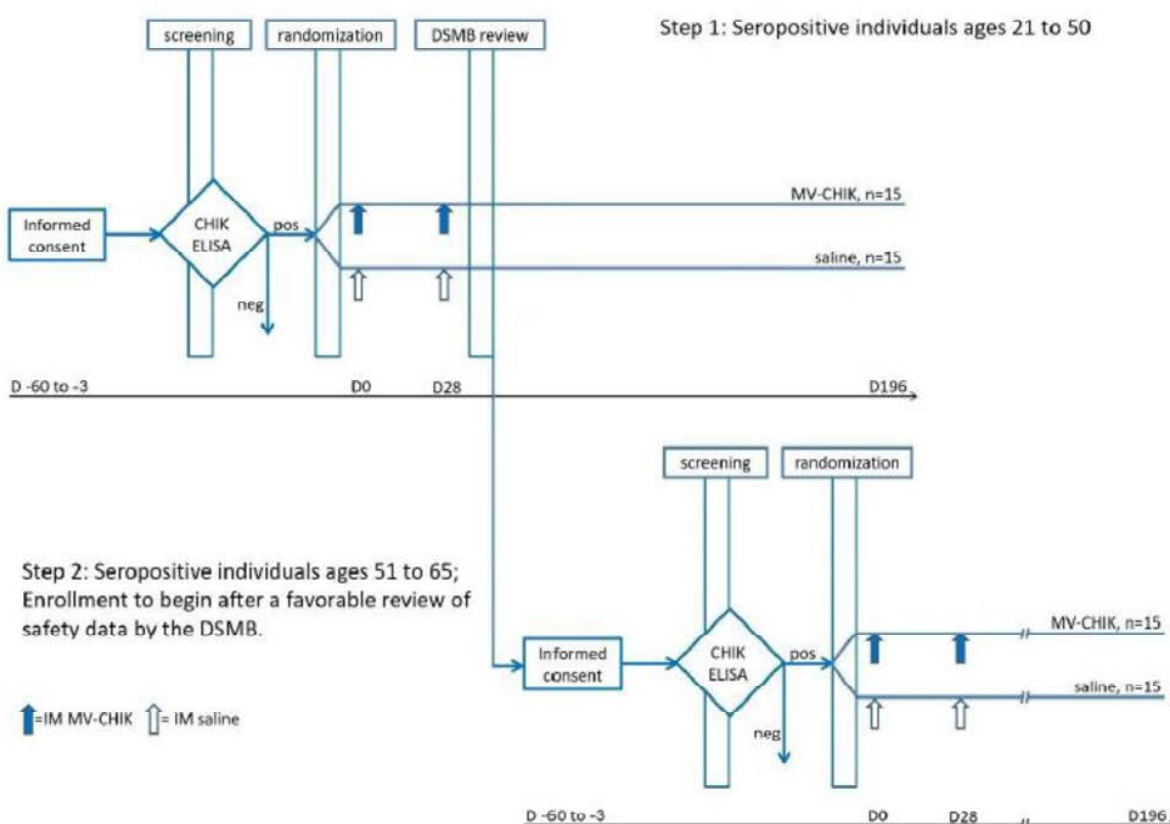 screening
randomization
DSMB review
Step 1: Seropositive individuals ages 21 to 50
MV-CHIK, n=15
Informed
consent
CHIK
ELISA
pos
saline, n=15
neg
D -60 to -3
D0
D28
D196
screening
randomization
Step 2: Seropositive individuals ages 51 to 65;
Enrollment to begin after a favorable review of
safety data by the DSMB.
MV-CHIK, n=15
Informed
consent
CHIK
ELISA
pos
saline, n=15
=IM MV-CHIK
= IM saline
neg
D -60 to -3
D0
D28
D196